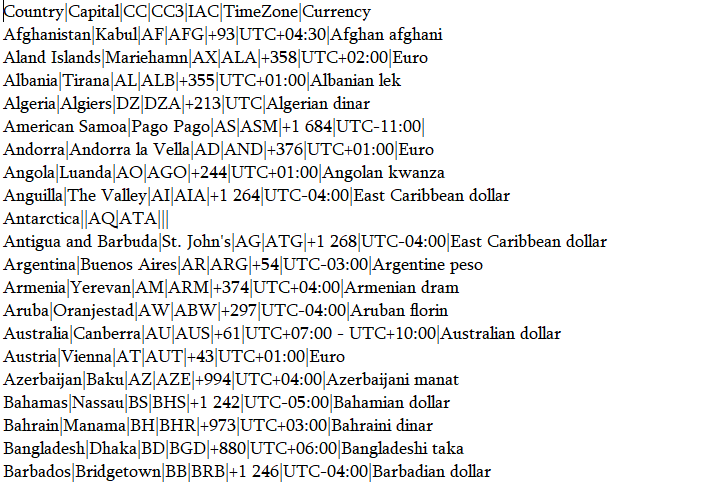 Country|Capital|CC|CC3|IAC|TimeZone|Currency
Afghanistan|Kabul|AF|AFG|+93|UTC+04:30|Afghan afghani
Aland Islands|Mariehamn|AX|ALA|+358|UTC+02:00|Euro
Albania|Tirana|AL|ALB|+355|UTC+01:00|Albanian lek
Algeria|Algiers|DZ|DZA|+213|UTC|Algerian dinar
American Samoa|Pago Pago|AS|ASM|+1 684|UTC-11:00|
Andorra|Andorra la Vella|AD|AND|+376|UTC+01:00|Euro
Angola|Luanda|AO|AGO|+244|UTC+01:00|Angolan kwanza
Anguilla|The Valley|AI|AIA|+1 264|UTC-04:00|East Caribbean dollar
Antarctica||AQ|ATA|||
Antigua and Barbuda|St. John's|AG|ATG|+1 268|UTC-04:00|East Caribbean dollar
Argentina|Buenos Aires|AR|ARG|+54|UTC-03:00|Argentine peso
Armenia|Yerevan|AM|ARM|+374|UTC+04:00|Armenian dram
Aruba|Oranjestad|AW|ABW|+297|UTC-04:00|Aruban florin
Australia|Canberra|AU|AUS|+61|UTC+07:00 - UTC+10:00|Australian dollar
Austria|Vienna|AT|AUT|+43|UTC+01:00|Euro
Azerbaijan|Baku|AZ|AZE|+994|UTC+04:00|Azerbaijani manat
Bahamas|Nassau|BS|BHS|+1 242|UTC-05:00|Bahamian dollar
Bahrain|Manama|BH|BHR|+973|UTC+03:00|Bahraini dinar
Bangladesh|Dhaka|BD|BGD|+880|UTC+06:00|Bangladeshi taka
Barbados|Bridgetown|BB|BRB|+1 246|UTC-04:00|Barbadian dollar